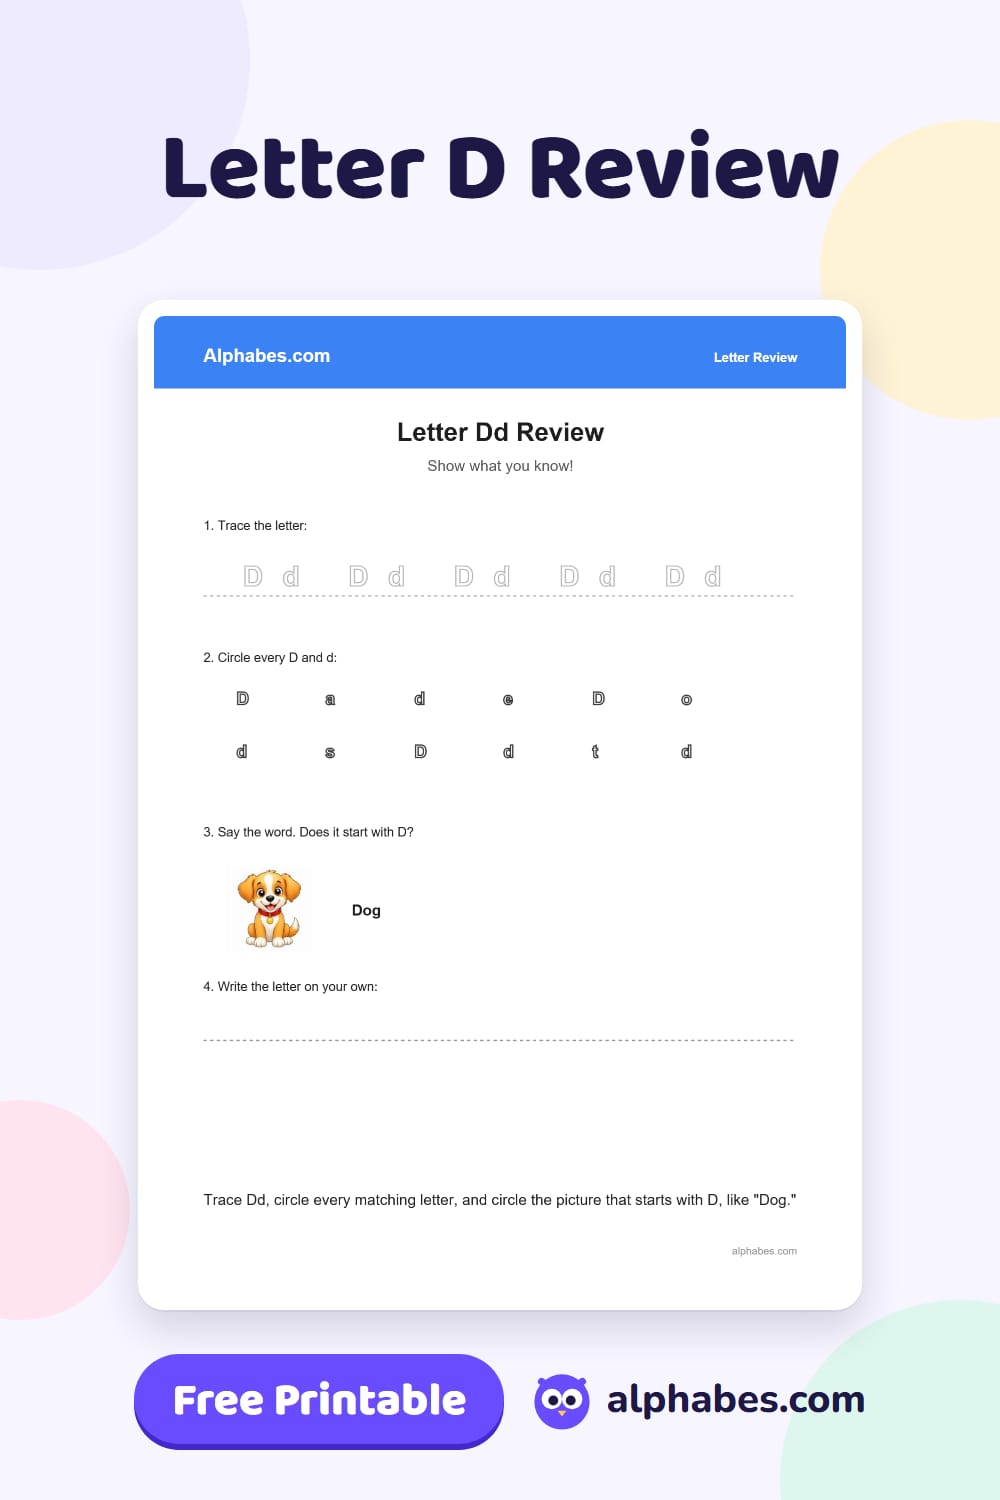 Letter D Review
Alphabes.com
Letter Review
Letter Dd Review
Show what you know!
1. Trace the letter:
D d D d D d D d D d
2. Circle every D and d:
D a d e D o
d s D d t d
3. Say the word. Does it start with D?
Dog
4. Write the letter on your own:
Trace Dd, circle every matching letter, and circle the picture that starts with D, like "Dog."
alphabes.com
Free Printable
alphabes.com